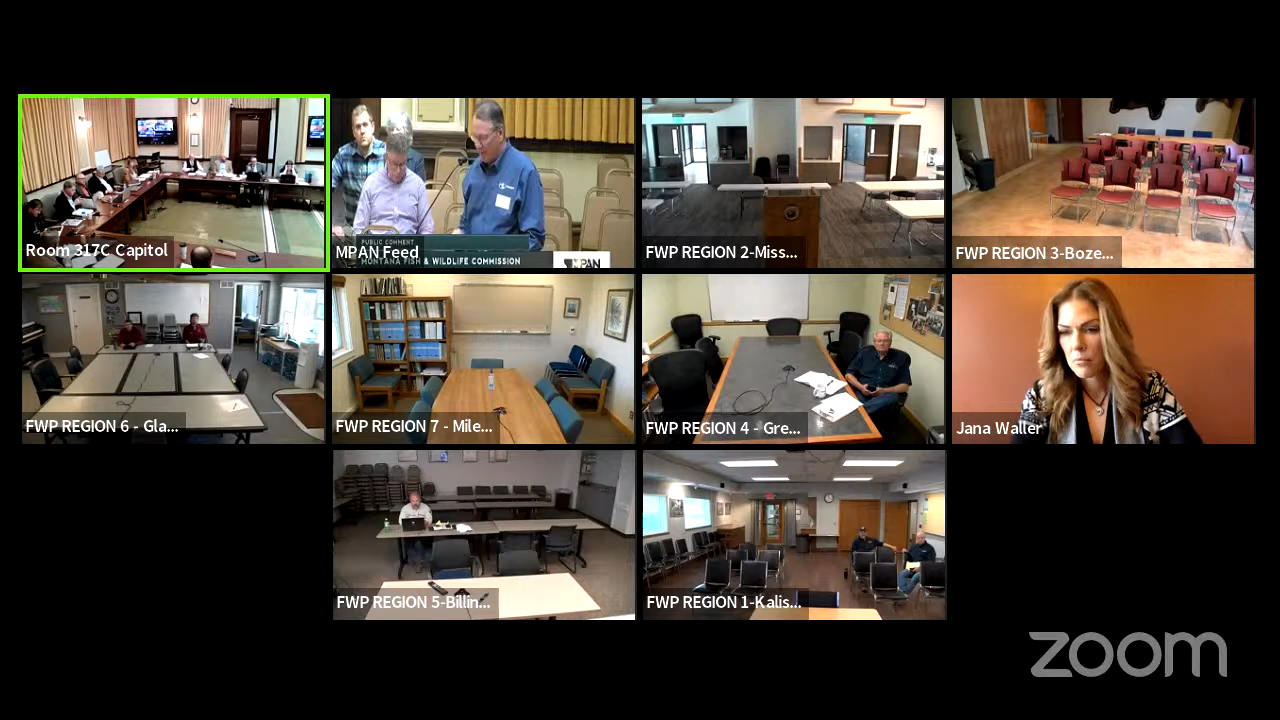 Room 317C Capitol
PUBLIC COMMENT
MPAN Feed
MONTANA FISH & WILDLIFE COMMISSION
MPAN
FWP REGION 2-Miss...
FWP REGION 3-Boze...
FWP REGION 6 - Gla...
FWP REGION 7 - Mile...
FWP REGION 4 - Gre...
Jana Waller
FWP REGION 5-Billin...
FWP REGION 1-Kalis...
zoom